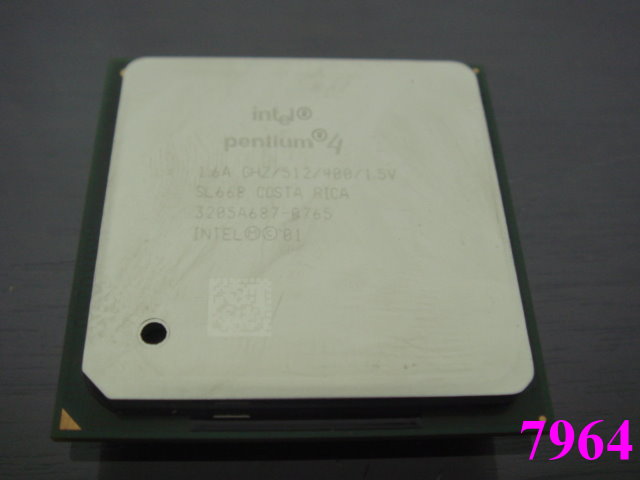 intel®
pentium®4
1.6A GHZ/512/400/1.5V
SL668 COSTA RICA
3205A687-0765
INTEL Ⓜ Ⓒ '01
7964